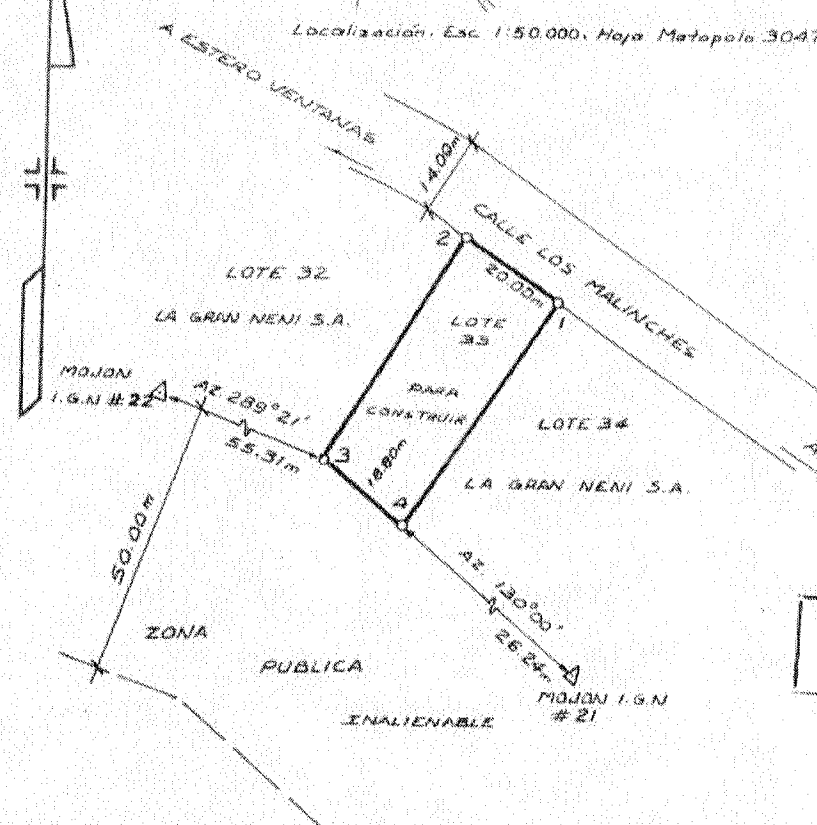 Localización. Esc 1:50.000. Hoja Matapalo 3047
A ESTERO VENTANAS
14.00m
CALLE LOS MALINCHES
2
20.00m
1
LOTE 32
LA GRAN NENI S.A.
LOTE
33
PARA
CONSTRUIR
MOJON
I.G.N #22
AZ 289°21'
55.31m
3
18.80m
4
LOTE 34
LA GRAN NENI S.A.
50.00m
AZ 130°00'
26.24m
ZONA
PUBLICA
INALIENABLE
MOJON I.G.N
#21